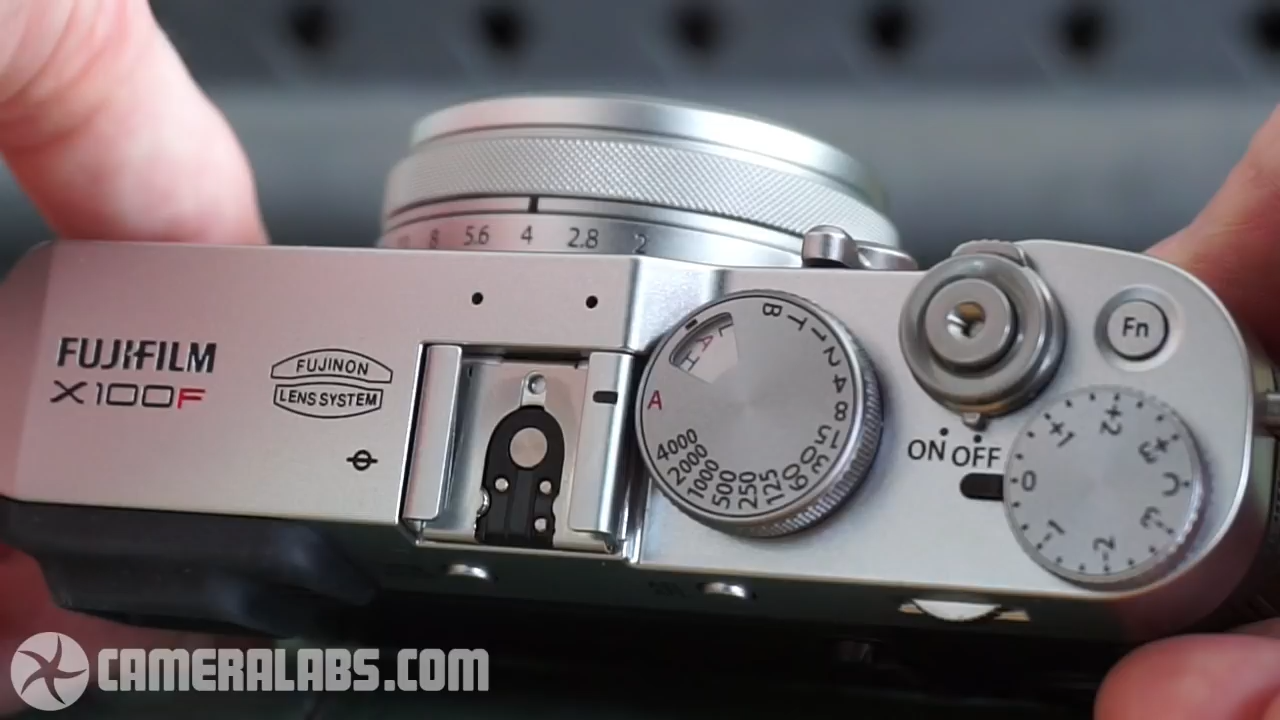 8 5.6 4 2.8 2
FUJIFILM
X100F
FUJINON
LENS SYSTEM
L A H
A
B T 1 2 4 8 15 30 60 125 250 500 1000 2000 4000
Fn
ON OFF
C +3 +2 +1 0 -1 -2 -3
CAMERALABS.COM